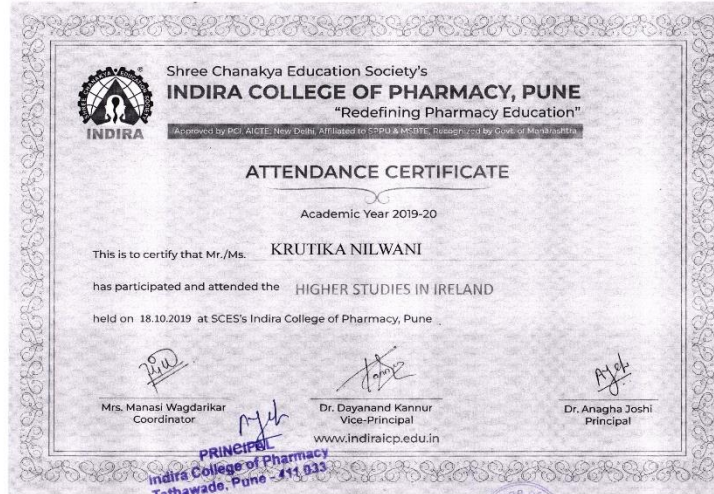 SHREE CHANAKYA EDUCATION SOCIETY
INDIRA
Shree Chanakya Education Society's
INDIRA COLLEGE OF PHARMACY, PUNE
"Redefining Pharmacy Education"
Approved by PCI, AICTE, New Delhi, Affiliated to SPPU & MSBTE, Recognized by Govt. of Maharashtra
ATTENDANCE CERTIFICATE
Academic Year 2019-20
This is to certify that Mr./Ms. KRUTIKA NILWANI
has participated and attended the HIGHER STUDIES IN IRELAND
held on 18.10.2019 at SCES's Indira College of Pharmacy, Pune
Mrs. Manasi Wagdarikar
Coordinator
Dr. Dayanand Kannur
Vice-Principal
Dr. Anagha Joshi
Principal
www.indiraicp.edu.in
PRINCIPAL
Indira College of Pharmacy
Tathawade, Pune - 411 033